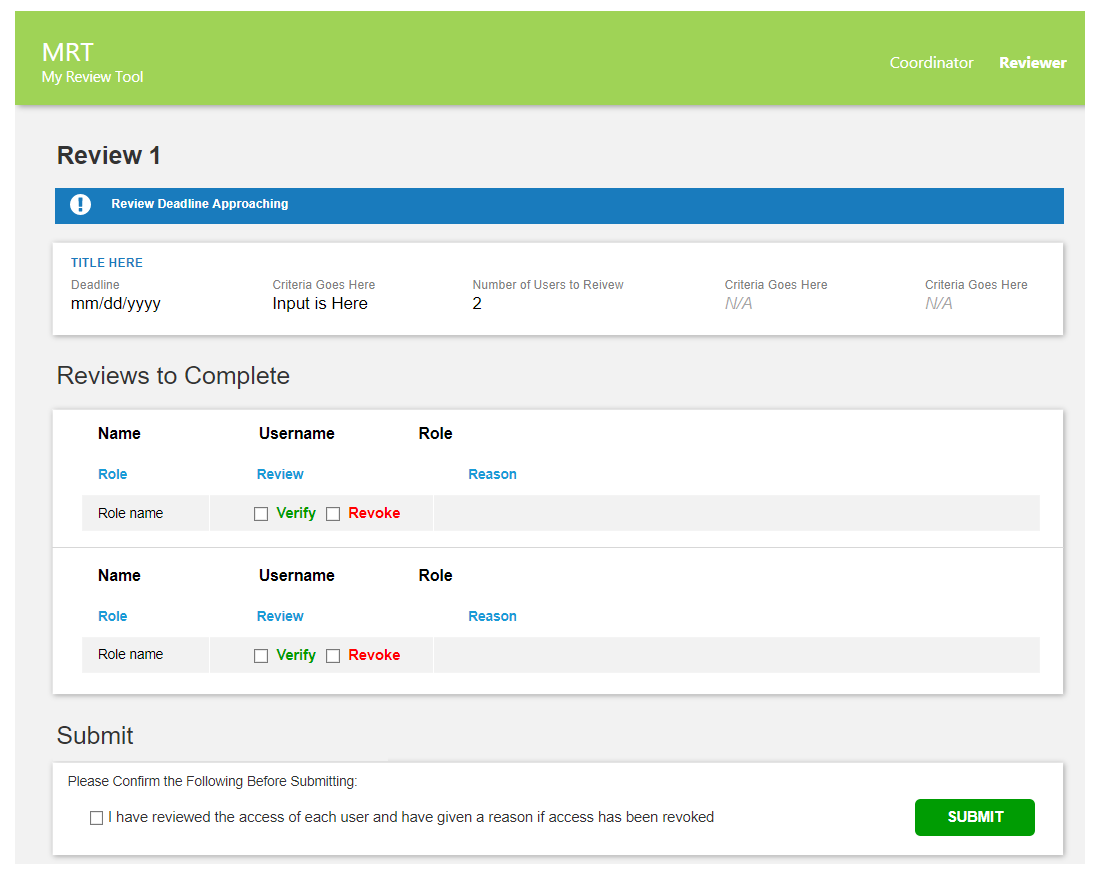 MRT
My Review Tool
Coordinator Reviewer
Review 1
Review Deadline Approaching
TITLE HERE
Deadline Criteria Goes Here Number of Users to Reivew Criteria Goes Here Criteria Goes Here
mm/dd/yyyy Input is Here 2 N/A N/A
Reviews to Complete
Name Username Role
Role Review Reason
Role name Verify Revoke
Name Username Role
Role Review Reason
Role name Verify Revoke
Submit
Please Confirm the Following Before Submitting:
I have reviewed the access of each user and have given a reason if access has been revoked
SUBMIT